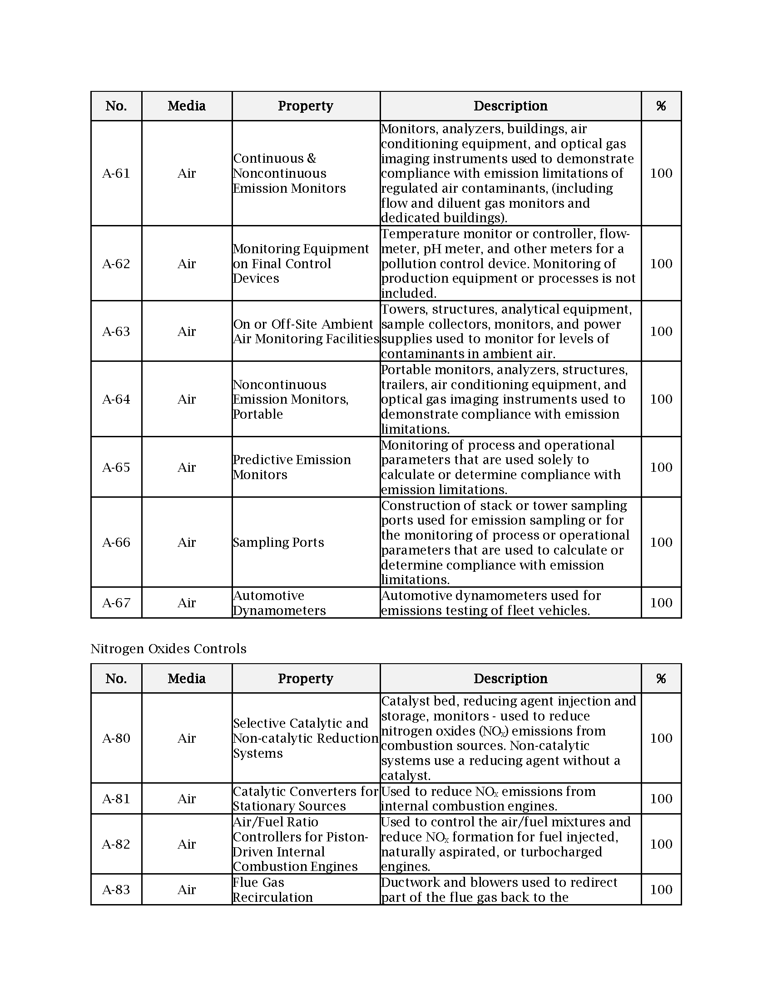 No. Media Property Description %
A-61 Air Continuous &
Noncontinuous
Emission Monitors
Monitors, analyzers, buildings, air
conditioning equipment, and optical gas
imaging instruments used to demonstrate
compliance with emission limitations of
regulated air contaminants, (including
flow and diluent gas monitors and
dedicated buildings).
100
A-62 Air Monitoring Equipment
on Final Control
Devices
Temperature monitor or controller, flow-
meter, pH meter, and other meters for a
pollution control device. Monitoring of
production equipment or processes is not
included.
100
A-63 Air On or Off-Site Ambient
Air Monitoring Facilities
Towers, structures, analytical equipment,
sample collectors, monitors, and power
supplies used to monitor for levels of
contaminants in ambient air.
100
A-64 Air Noncontinuous
Emission Monitors,
Portable
Portable monitors, analyzers, structures,
trailers, air conditioning equipment, and
optical gas imaging instruments used to
demonstrate compliance with emission
limitations.
100
A-65 Air Predictive Emission
Monitors
Monitoring of process and operational
parameters that are used solely to
calculate or determine compliance with
emission limitations.
100
A-66 Air Sampling Ports
Construction of stack or tower sampling
ports used for emission sampling or for
the monitoring of process or operational
parameters that are used to calculate or
determine compliance with emission
limitations.
100
A-67 Air Automotive
Dynamometers
Automotive dynamometers used for
emissions testing of fleet vehicles.
100
Nitrogen Oxides Controls
No. Media Property Description %
A-80 Air Selective Catalytic and
Non-catalytic Reduction
Systems
Catalyst bed, reducing agent injection and
storage, monitors - used to reduce
nitrogen oxides (NOₓ) emissions from
combustion sources. Non-catalytic
systems use a reducing agent without a
catalyst.
100
A-81 Air Catalytic Converters for
Stationary Sources
Used to reduce NOₓ emissions from
internal combustion engines.
100
A-82 Air Air/Fuel Ratio
Controllers for Piston-
Driven Internal
Combustion Engines
Used to control the air/fuel mixtures and
reduce NOₓ formation for fuel injected,
naturally aspirated, or turbocharged
engines.
100
A-83 Air Flue Gas
Recirculation
Ductwork and blowers used to redirect
part of the flue gas back to the
100